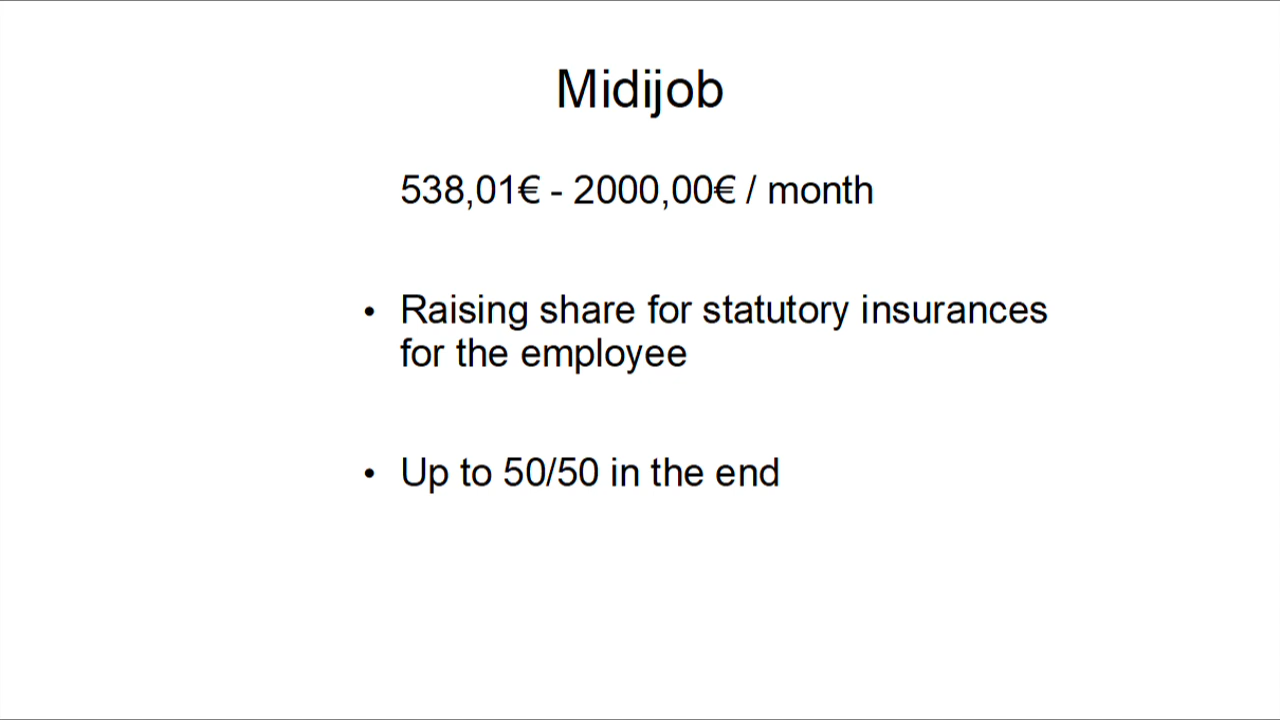 Midijob
538,01€ - 2000,00€ / month
• Raising share for statutory insurances
for the employee
• Up to 50/50 in the end